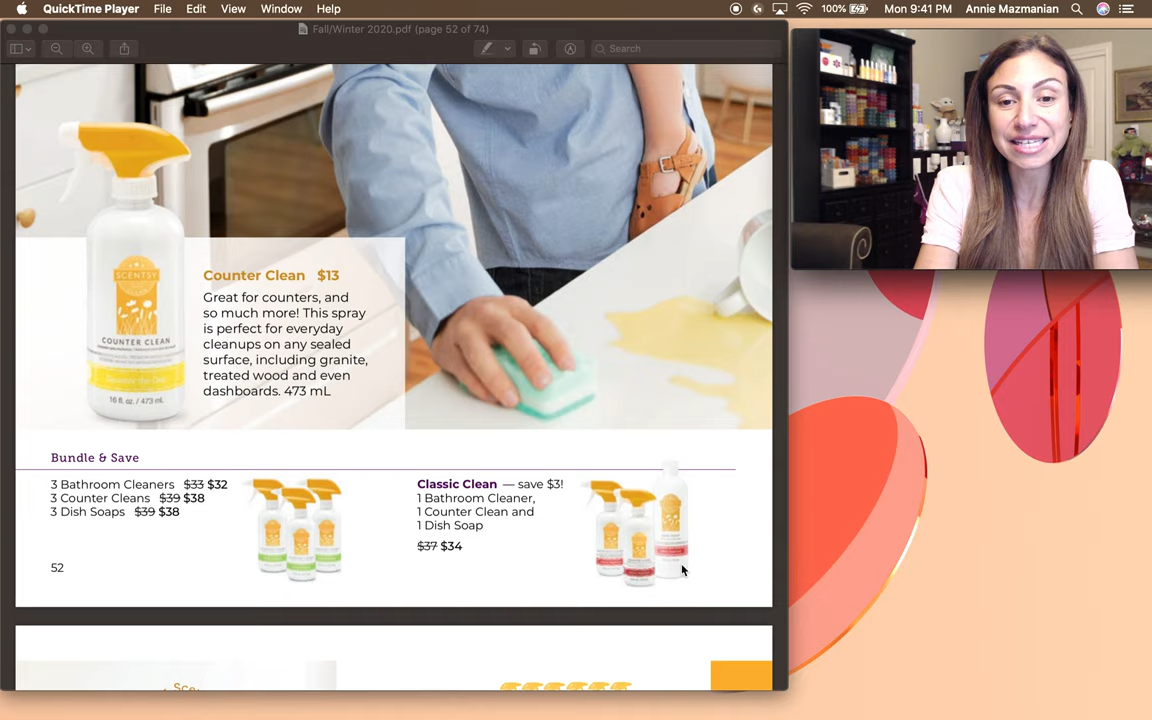 QuickTime Player File Edit View Window Help 100% Mon 9:41 PM Annie Mazmanian
Fall/Winter 2020.pdf (page 52 of 74)
Search
Counter Clean $13
Great for counters, and
so much more! This spray
is perfect for everyday
cleanups on any sealed
surface, including granite,
treated wood and even
dashboards. 473 mL
SCENTSY
COUNTER CLEAN
16 fl. oz. / 473 mL
Bundle & Save
3 Bathroom Cleaners $33 $32
3 Counter Cleans $39 $38
3 Dish Soaps $39 $38
Classic Clean — save $3!
1 Bathroom Cleaner,
1 Counter Clean and
1 Dish Soap
$37 $34
52